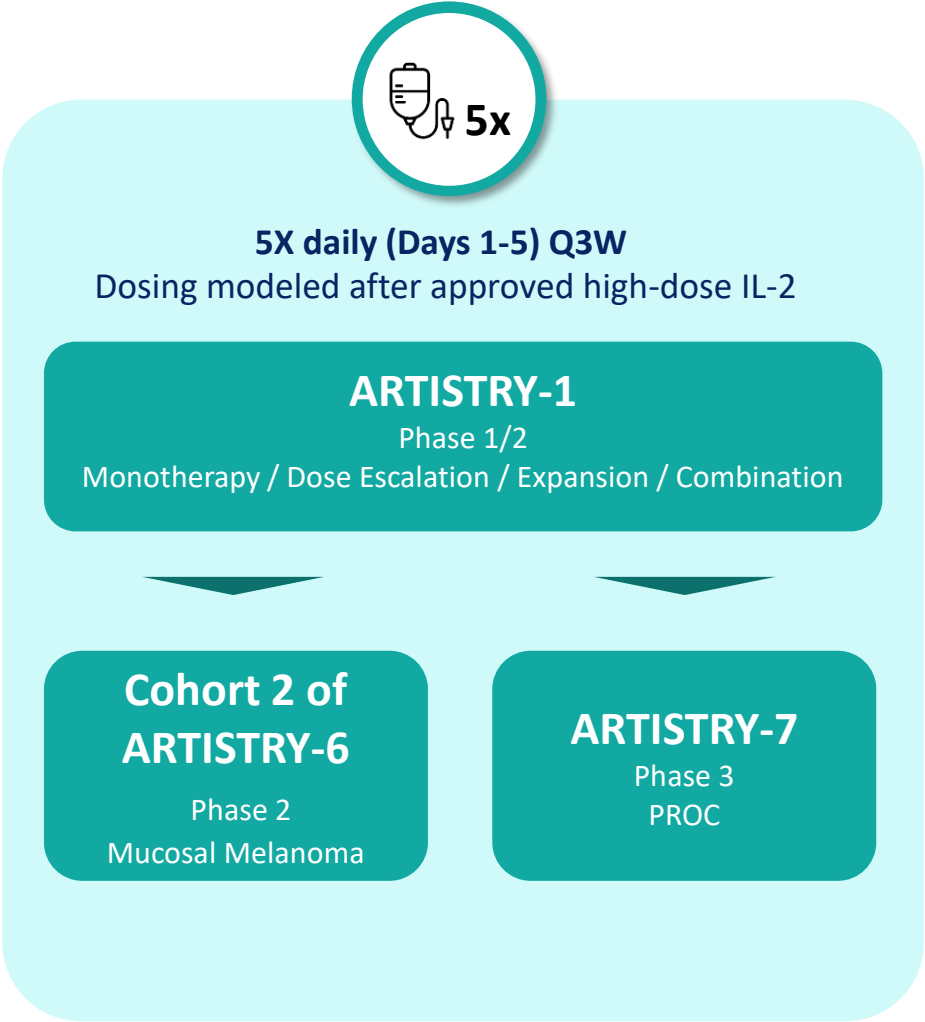 5x
5X daily (Days 1-5) Q3W
Dosing modeled after approved high-dose IL-2
ARTISTRY-1
Phase 1/2
Monotherapy / Dose Escalation / Expansion / Combination
Cohort 2 of
ARTISTRY-6
Phase 2
Mucosal Melanoma
ARTISTRY-7
Phase 3
PROC